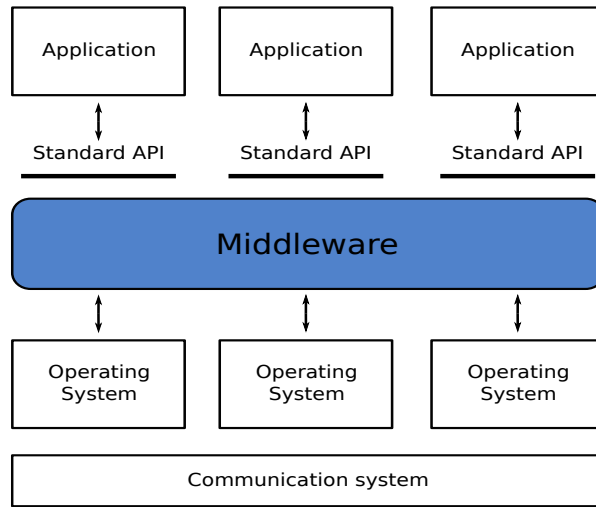 Application Application Application
Standard API Standard API Standard API
Middleware
Operating Operating Operating
System System System
Communication system